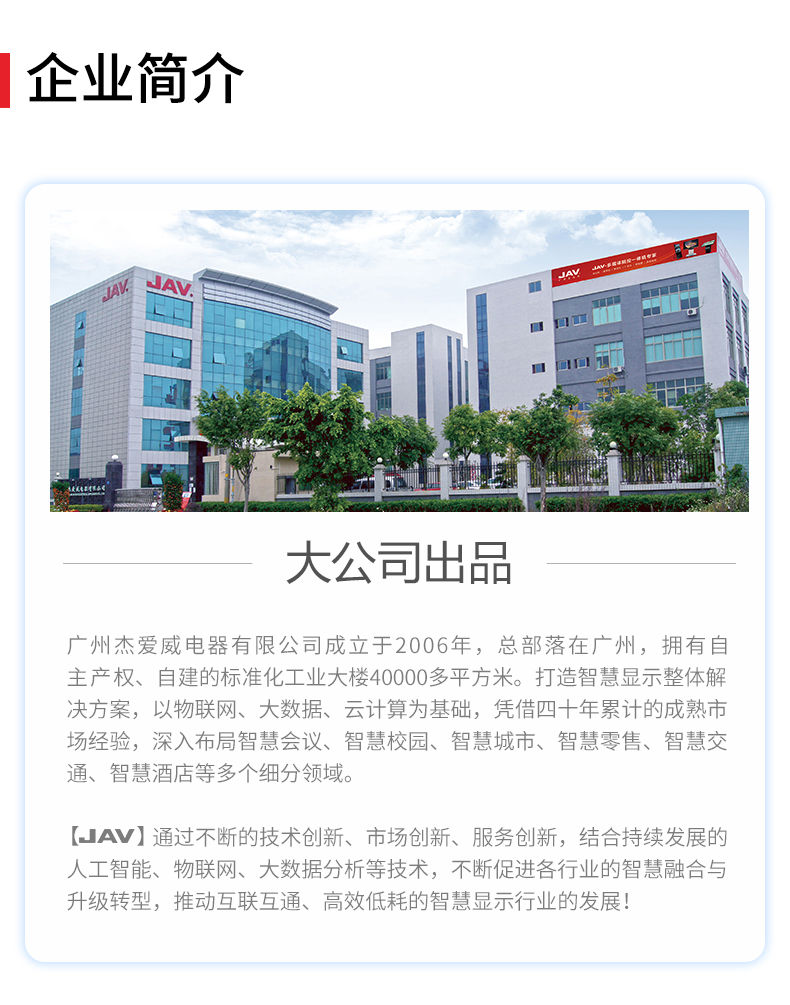 企业简介
JAV.
JAV.
JAV
JAV·多媒体触控一体机专家
大公司出品
广州杰爱威电器有限公司成立于2006年，总部落在广州，拥有自
主产权、自建的标准化工业大楼40000多平方米。打造智慧显示整体解
决方案，以物联网、大数据、云计算为基础，凭借四十年累计的成熟市
场经验，深入布局智慧会议、智慧校园、智慧城市、智慧零售、智慧交
通、智慧酒店等多个细分领域。
【JAV】通过不断的技术创新、市场创新、服务创新，结合持续发展的
人工智能、物联网、大数据分析等技术，不断促进各行业的智慧融合与
升级转型，推动互联互通、高效低耗的智慧显示行业的发展！